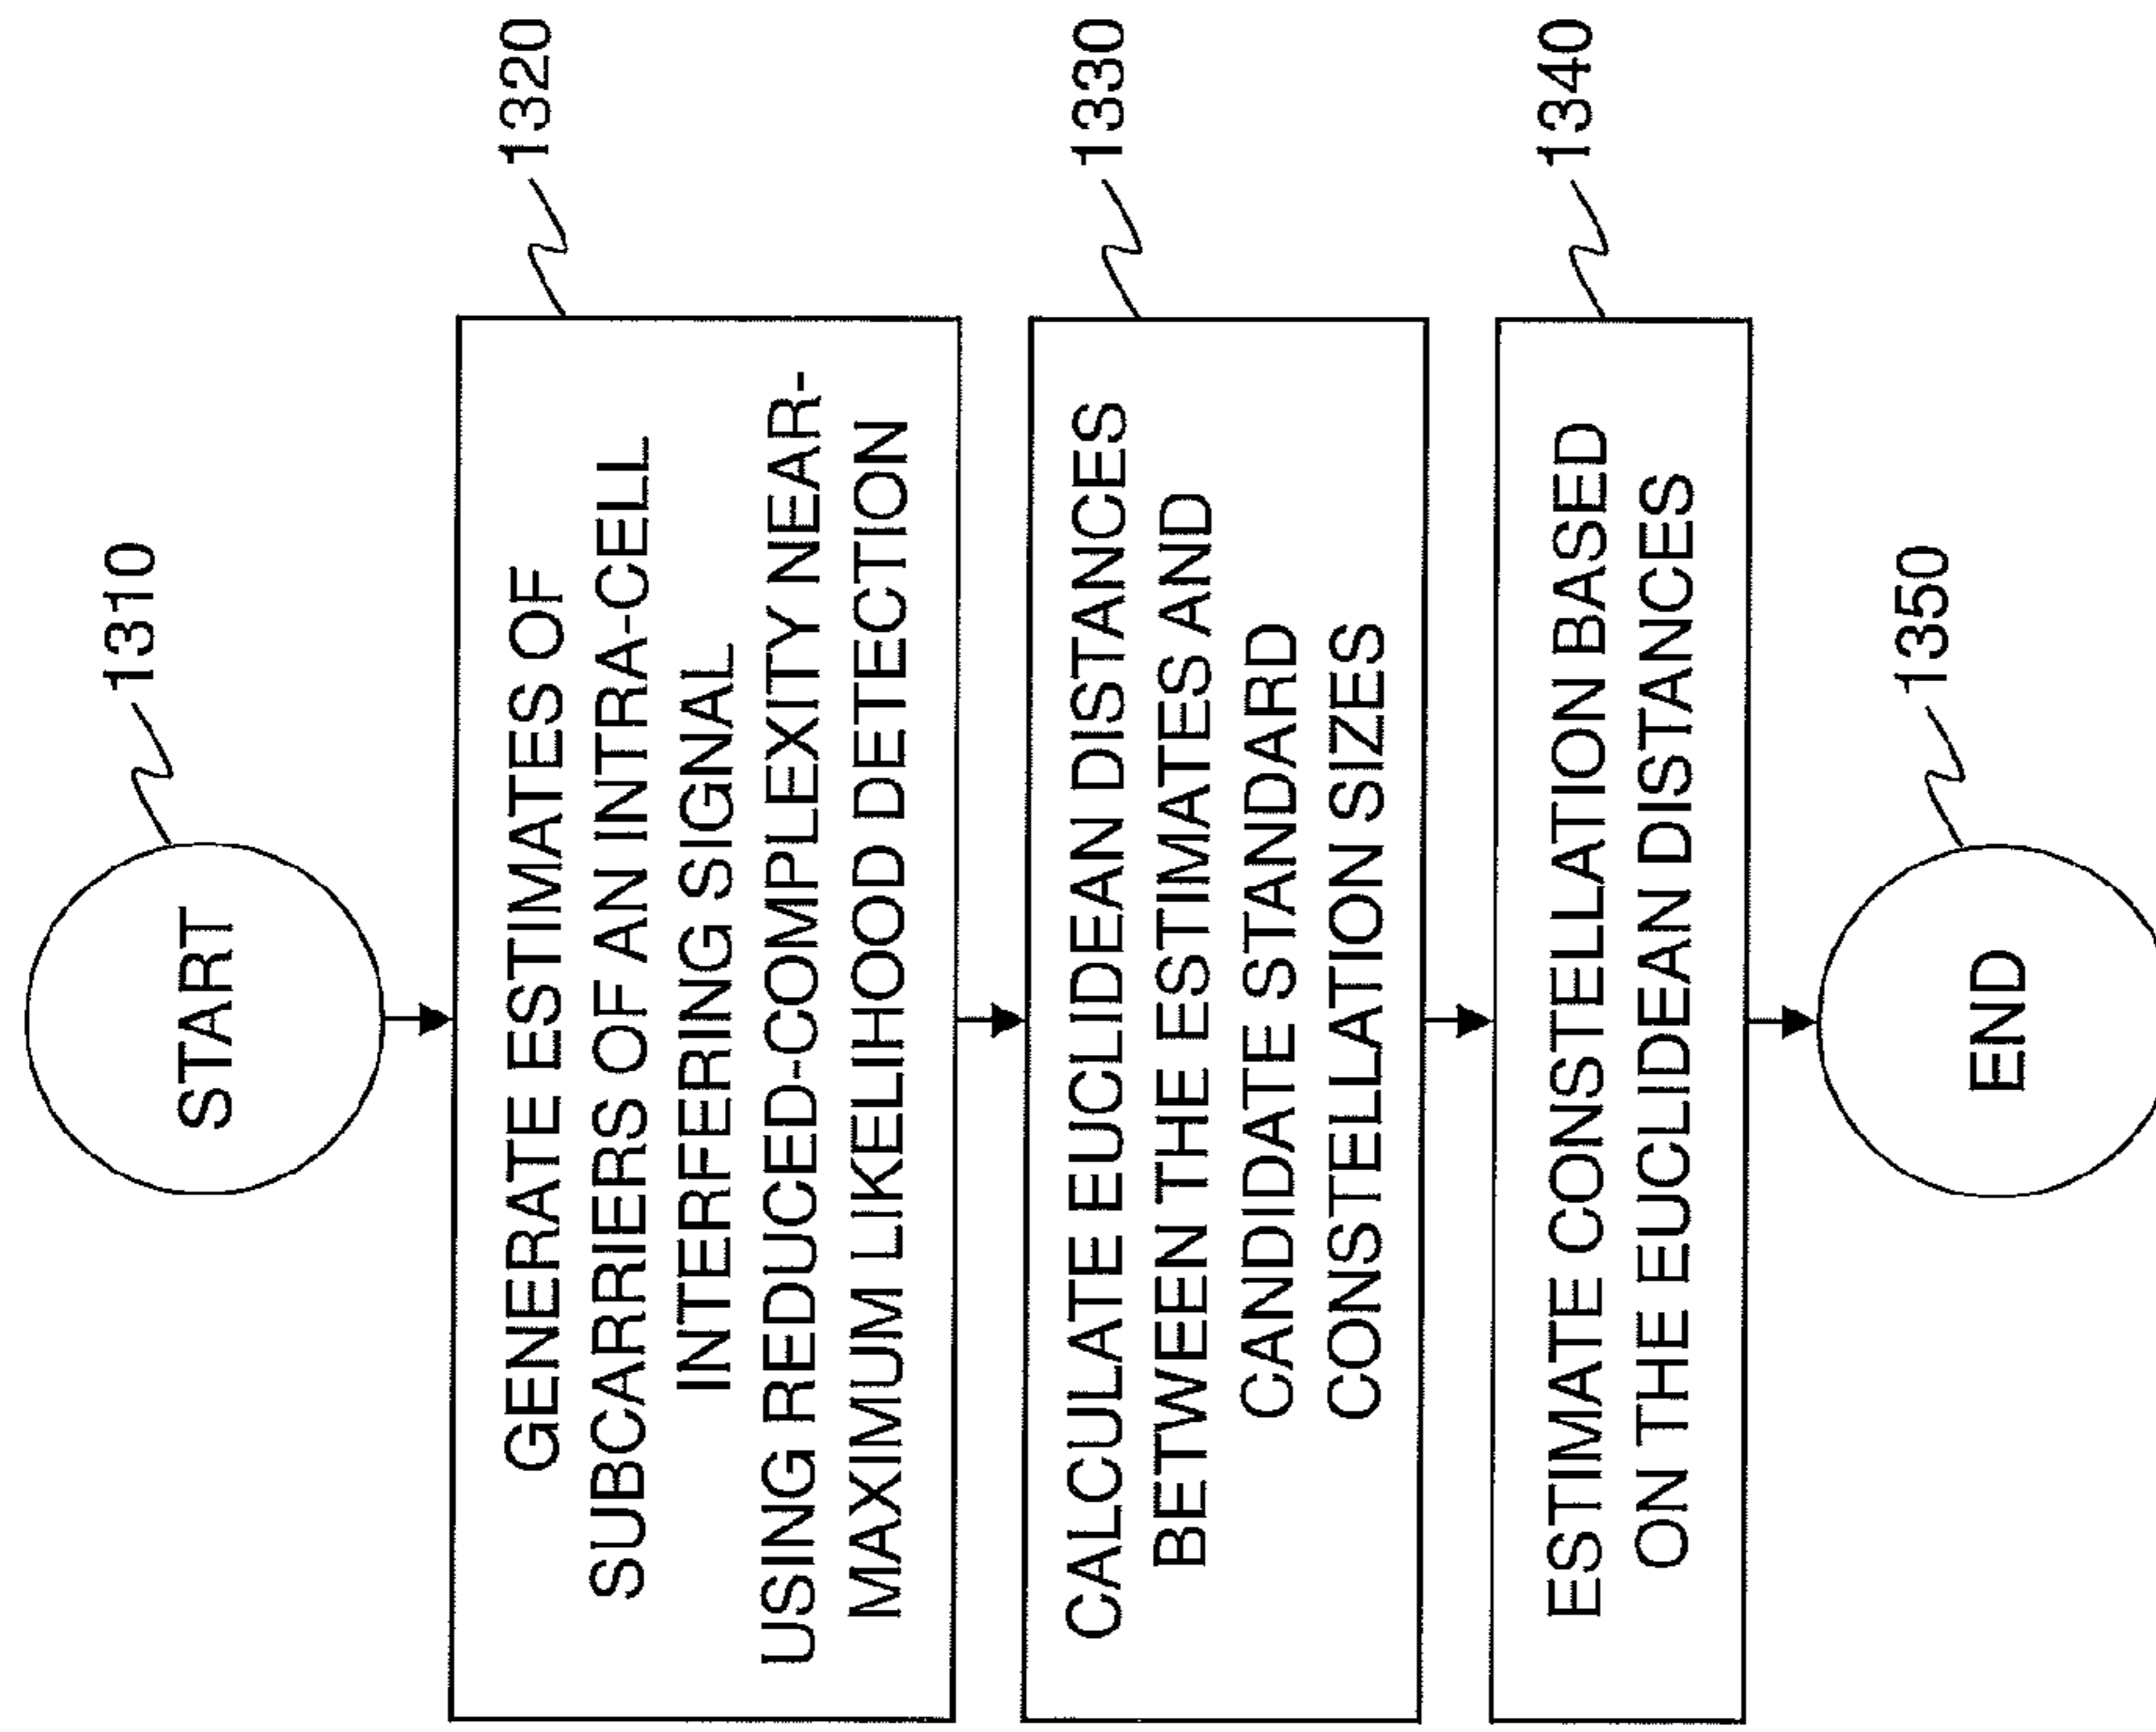 1310
START
1320
GENERATE ESTIMATES OF
SUBCARRIERS OF AN INTRA-CELL
INTERFERING SIGNAL
USING REDUCED-COMPLEXITY NEAR-
MAXIMUM LIKELIHOOD DETECTION
1330
CALCULATE EUCLIDEAN DISTANCES
BETWEEN THE ESTIMATES AND
CANDIDATE STANDARD
CONSTELLATION SIZES
1340
ESTIMATE CONSTELLATION BASED
ON THE EUCLIDEAN DISTANCES
1350
END